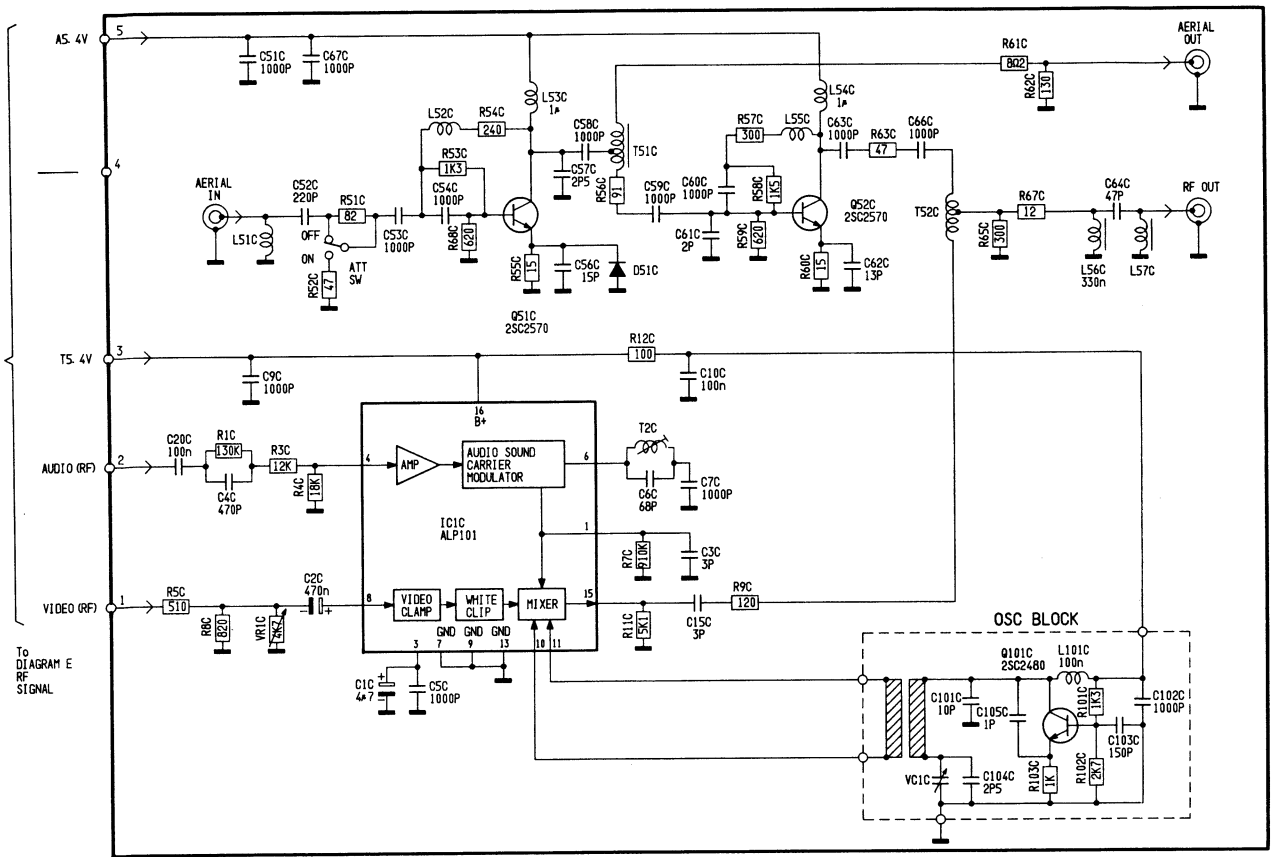 5
A5. 4V
C51C
1000P
C67C
1000P
L53C
1µ
L54C
1µ
R61C
8Ω2
R62C
130
AERIAL
OUT
L52C
R54C
240
R53C
1K3
C58C
1000P
C57C
2P5
T51C
R56C
91
R57C
300
L55C
C63C
1000P
R63C
47
C66C
1000P
4
AERIAL
IN
C52C
220P
R51C
82
L51C
OFF
ON
ATT
SW
R52C
47
C53C
1000P
C54C
1000P
R68C
620
R55C
15
C56C
15P
D51C
Q51C
2SC2570
C59C
1000P
C60C
1000P
R58C
1K5
C61C
2P
R59C
620
Q52C
2SC2570
R60C
15
C62C
13P
T52C
R65C
300
R67C
12
C64C
47P
RF OUT
L56C
330n
L57C
T5. 4V
3
C9C
1000P
R12C
100
C10C
100n
16
B+
AUDIO (RF)
2
C20C
100n
R1C
130K
C4C
470P
R3C
12K
R4C
18K
4
AMP
AUDIO SOUND
CARRIER
MODULATOR
6
T2C
C6C
68P
C7C
1000P
IC1C
ALP101
1
R7C
910K
C3C
3P
VIDEO (RF)
1
R5C
510
R8C
820
VR1C
4K7
C2C
470n
- +
8
VIDEO
CLAMP
WHITE
CLIP
MIXER
15
R11C
5K1
C15C
3P
R9C
120
GND GND GND
3 7 9 13 10 11
C1C
4µ7
+
-
C5C
1000P
To
DIAGRAM E
RF
SIGNAL
OSC BLOCK
Q101C
2SC2480
L101C
100n
C101C
10P
C105C
1P
R101C
1K3
C102C
1000P
C103C
150P
VC1C
C104C
2P5
R103C
1K
R102C
2K7